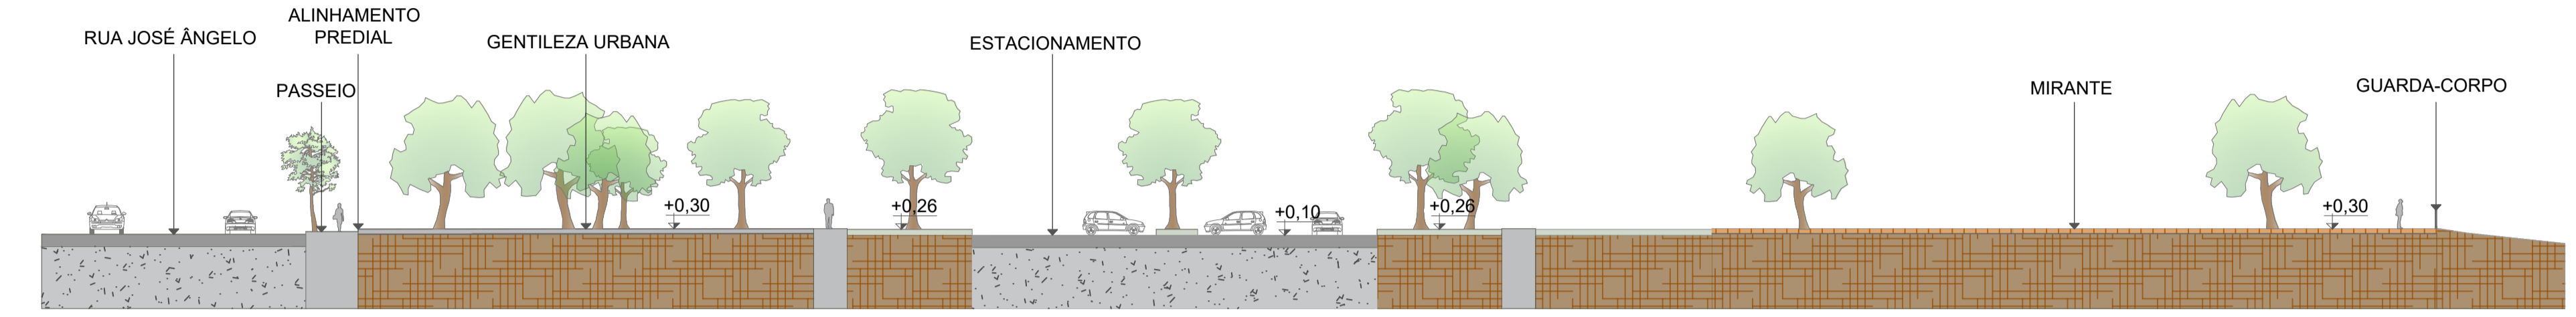 RUA JOSÉ ÂNGELO
ALINHAMENTO
PREDIAL
PASSEIO
GENTILEZA URBANA
+0,30
+0,26
ESTACIONAMENTO
+0,10
+0,26
MIRANTE
+0,30
GUARDA-CORPO